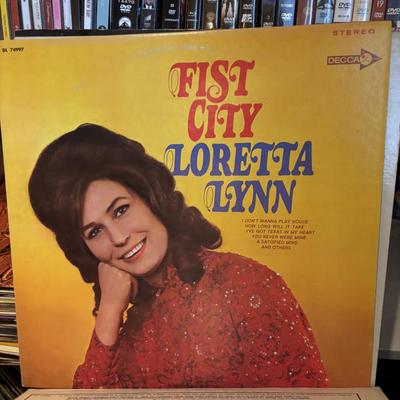 DL 74997
STEREO
DECCA
FIST
CITY
LORETTA
LYNN
I DON'T WANNA PLAY HOUSE
HOW LONG WILL IT TAKE
I'VE GOT TEXAS IN MY HEART
YOU NEVER WERE MINE
A SATISFIED MIND
AND OTHERS